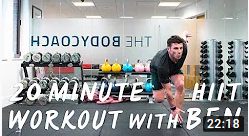 THE BODYCOACH
20 MINUTE HIIT
WORKOUT WITH BEN
22:18